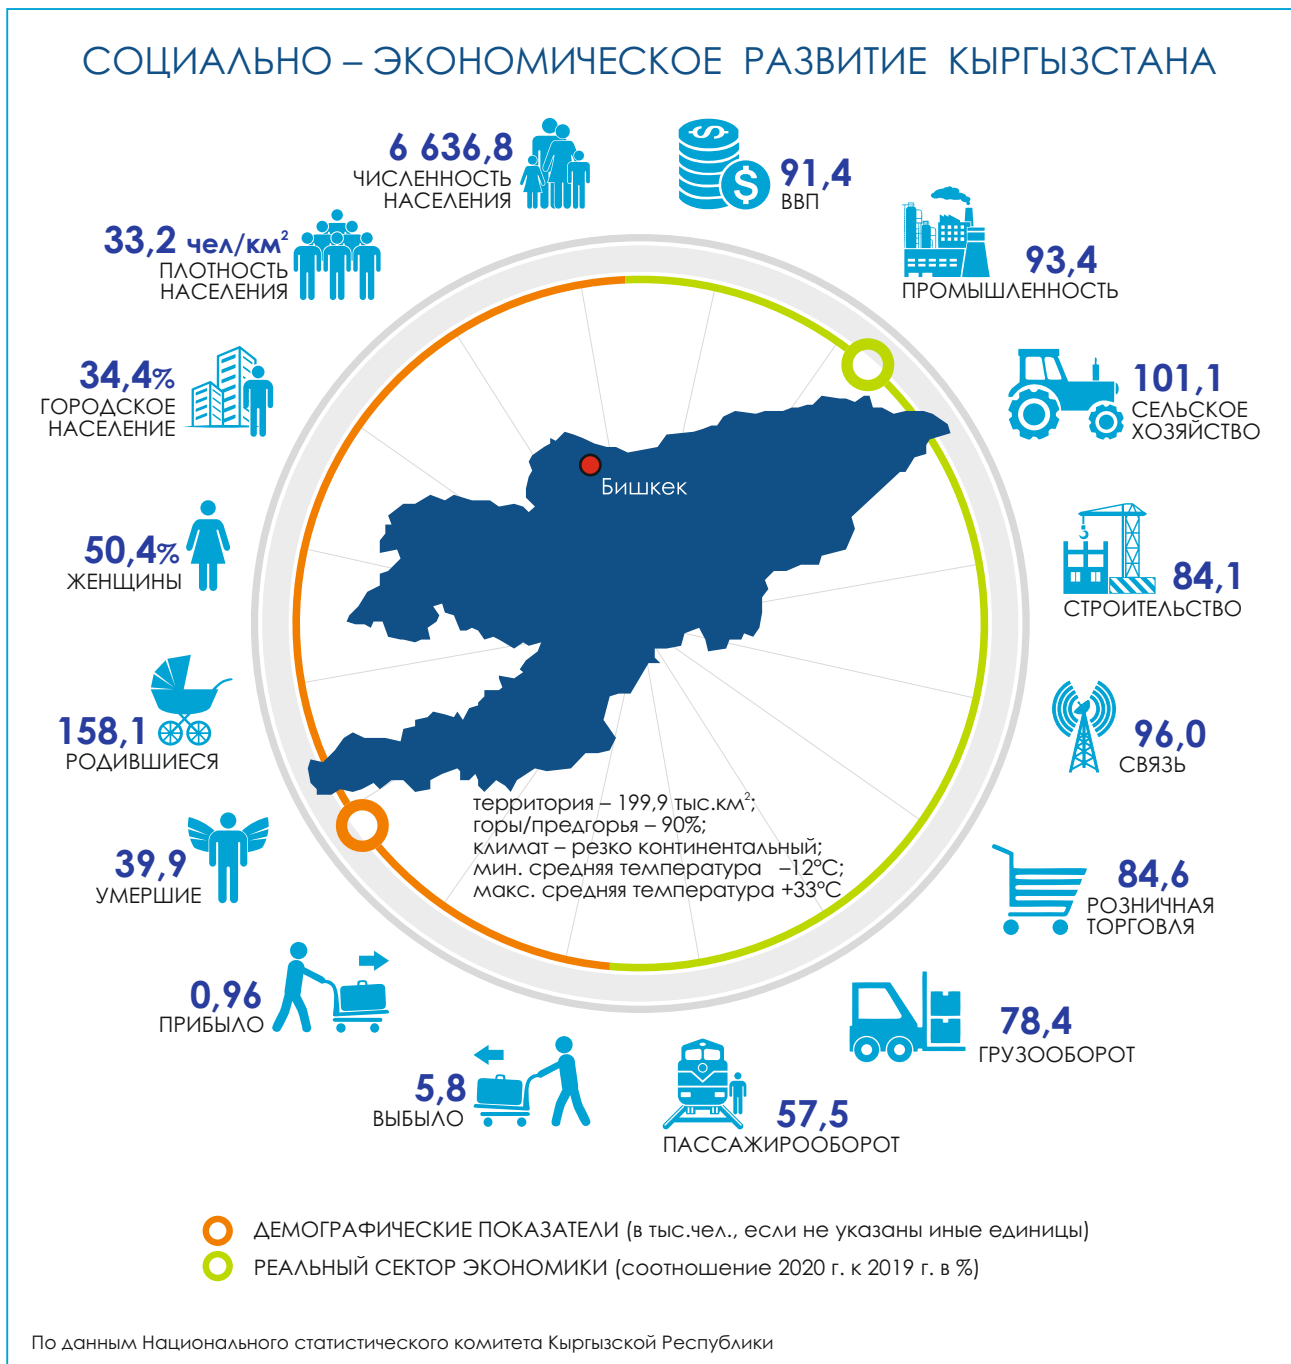 СОЦИАЛЬНО – ЭКОНОМИЧЕСКОЕ РАЗВИТИЕ КЫРГЫЗСТАНА
6 636,8
ЧИСЛЕННОСТЬ
НАСЕЛЕНИЯ
33,2 чел/км²
ПЛОТНОСТЬ
НАСЕЛЕНИЯ
34,4%
ГОРОДСКОЕ
НАСЕЛЕНИЕ
50,4%
ЖЕНЩИНЫ
158,1
РОДИВШИЕСЯ
39,9
УМЕРШИЕ
0,96
ПРИБЫЛО
5,8
ВЫБЫЛО
91,4
ВВП
93,4
ПРОМЫШЛЕННОСТЬ
101,1
СЕЛЬСКОЕ
ХОЗЯЙСТВО
84,1
СТРОИТЕЛЬСТВО
96,0
СВЯЗЬ
84,6
РОЗНИЧНАЯ
ТОРГОВЛЯ
78,4
ГРУЗООБОРОТ
57,5
ПАССАЖИРООБОРОТ
Бишкек
территория – 199,9 тыс.км²;
горы/предгорья – 90%;
климат – резко континентальный;
мин. средняя температура –12°С;
макс. средняя температура +33°С
ДЕМОГРАФИЧЕСКИЕ ПОКАЗАТЕЛИ (в тыс.чел., если не указаны иные единицы)
РЕАЛЬНЫЙ СЕКТОР ЭКОНОМИКИ (соотношение 2020 г. к 2019 г. в %)
По данным Национального статистического комитета Кыргызской Республики